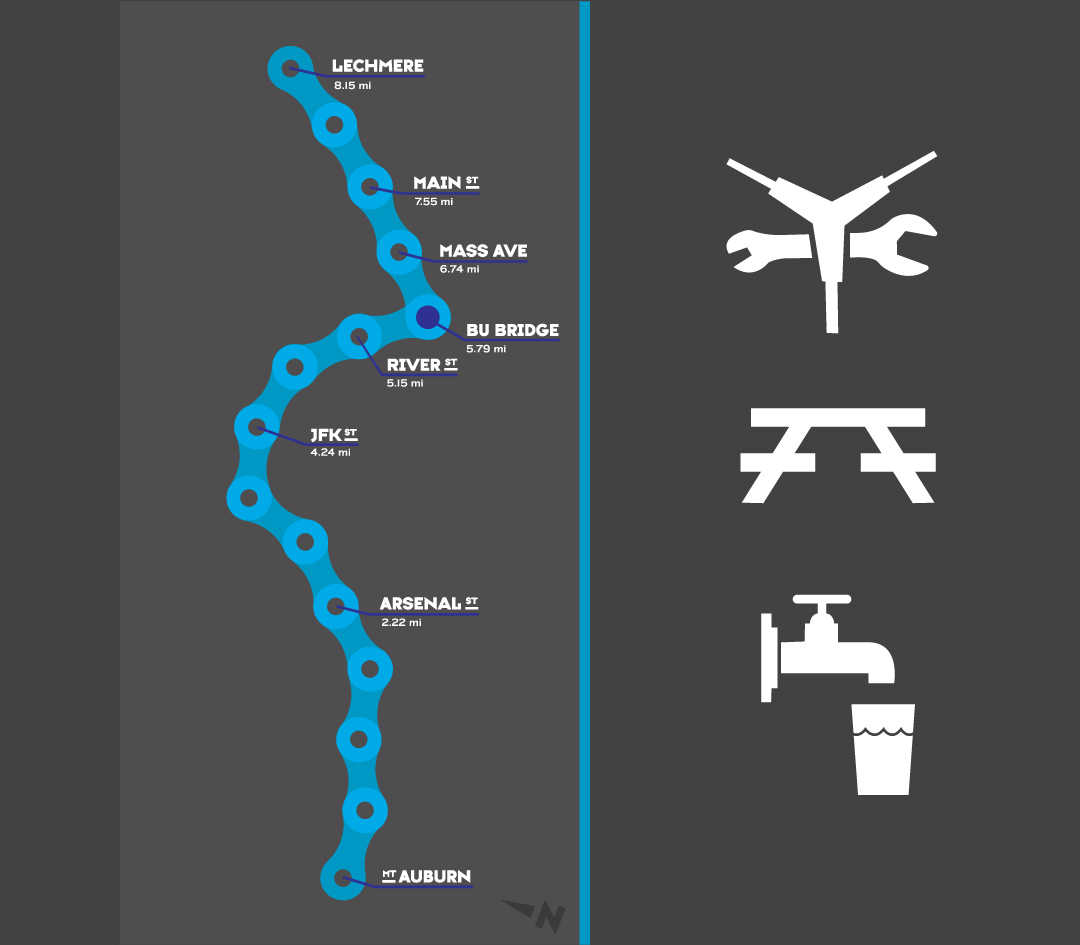 LECHMERE
8.15 mi
MAIN ST
7.55 mi
MASS AVE
6.74 mi
BU BRIDGE
5.79 mi
RIVER ST
5.15 mi
JFK ST
4.24 mi
ARSENAL ST
2.22 mi
MT AUBURN
N